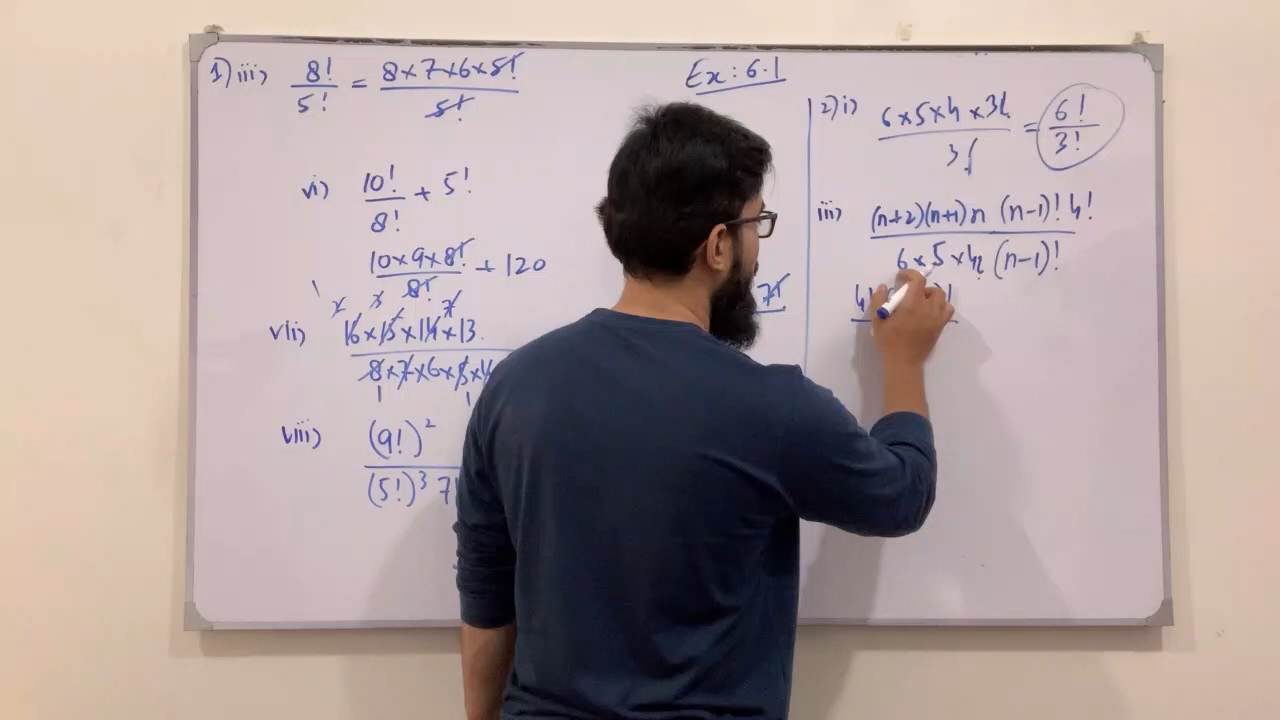 Ex: 6.1
1) iii) 8!/5! = 8×7×6×5!/5!
vi) 10!/8! + 5!
10×9×8!/8! + 120
vii) 16×15×14×13
8×7×6×5×4
viii) (9!)²
(5!)³ 7!
7!
2) i) 6×5×4×3!/3! = 6!/3!
iii) (n+2)(n+1)n (n-1)! 4!
6×5×4! (n-1)!
4!